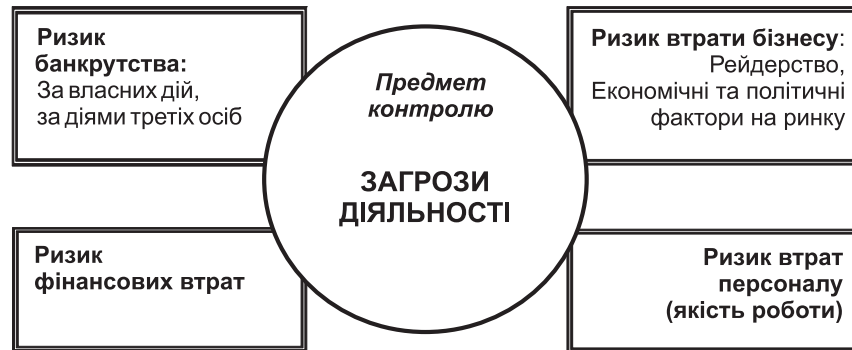 Ризик
банкрутства:
За власних дій,
за діями третіх осіб
Предмет
контролю
ЗАГРОЗИ
ДІЯЛЬНОСТІ
Ризик втрати бізнесу:
Рейдерство,
Економічні та політичні
фактори на ринку
Ризик
фінансових втрат
Ризик втрат
персоналу
(якість роботи)